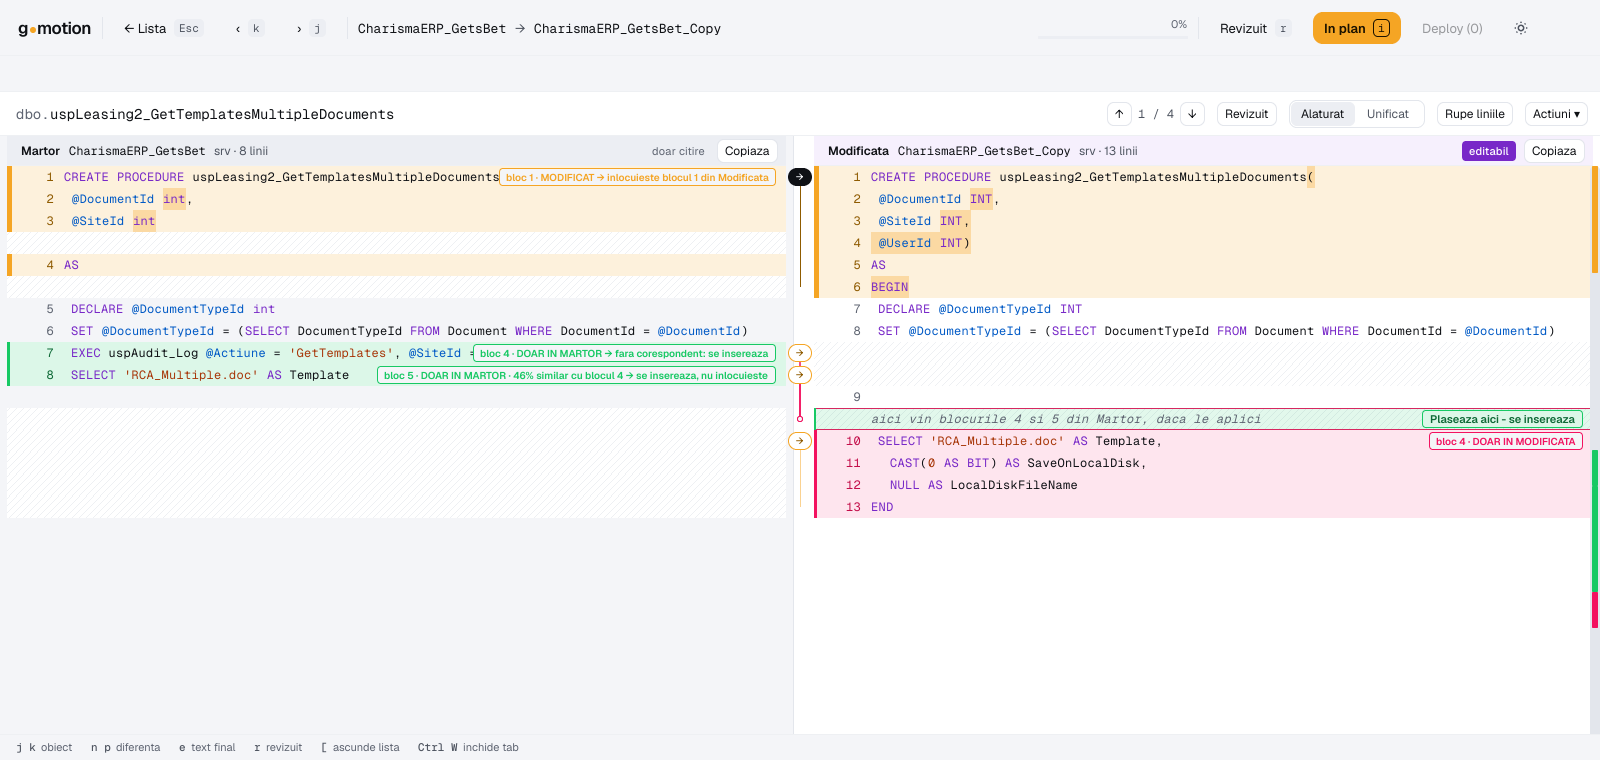 g●motion ← Lista Esc ‹ k › j CharismaERP_GetsBet → CharismaERP_GetsBet_Copy 0% Revizuit r In plan i Deploy (0)
dbo.uspLeasing2_GetTemplatesMultipleDocuments ↑ 1 / 4 ↓ Revizuit Alaturat Unificat Rupe liniile Actiuni ▾
Martor CharismaERP_GetsBet srv · 8 linii doar citire Copiaza
1 CREATE PROCEDURE uspLeasing2_GetTemplatesMultipleDocuments bloc 1 · MODIFICAT → inlocuieste blocul 1 din Modificata
2 @DocumentId int,
3 @SiteId int
4 AS
5 DECLARE @DocumentTypeId int
6 SET @DocumentTypeId = (SELECT DocumentTypeId FROM Document WHERE DocumentId = @DocumentId)
7 EXEC uspAudit_Log @Actiune = 'GetTemplates', @SiteId = bloc 4 · DOAR IN MARTOR → fara corespondent: se insereaza
8 SELECT 'RCA_Multiple.doc' AS Template bloc 5 · DOAR IN MARTOR · 46% similar cu blocul 4 → se insereaza, nu inlocuieste
→
→
→
→
Modificata CharismaERP_GetsBet_Copy srv · 13 linii editabil Copiaza
1 CREATE PROCEDURE uspLeasing2_GetTemplatesMultipleDocuments(
2 @DocumentId INT,
3 @SiteId INT,
4 @UserId INT)
5 AS
6 BEGIN
7 DECLARE @DocumentTypeId INT
8 SET @DocumentTypeId = (SELECT DocumentTypeId FROM Document WHERE DocumentId = @DocumentId)
9
aici vin blocurile 4 si 5 din Martor, daca le aplici Plaseaza aici - se insereaza
10 SELECT 'RCA_Multiple.doc' AS Template, bloc 4 · DOAR IN MODIFICATA
11 CAST(0 AS BIT) AS SaveOnLocalDisk,
12 NULL AS LocalDiskFileName
13 END
j k obiect n p diferenta e text final r revizuit [ ascunde lista Ctrl W inchide tab